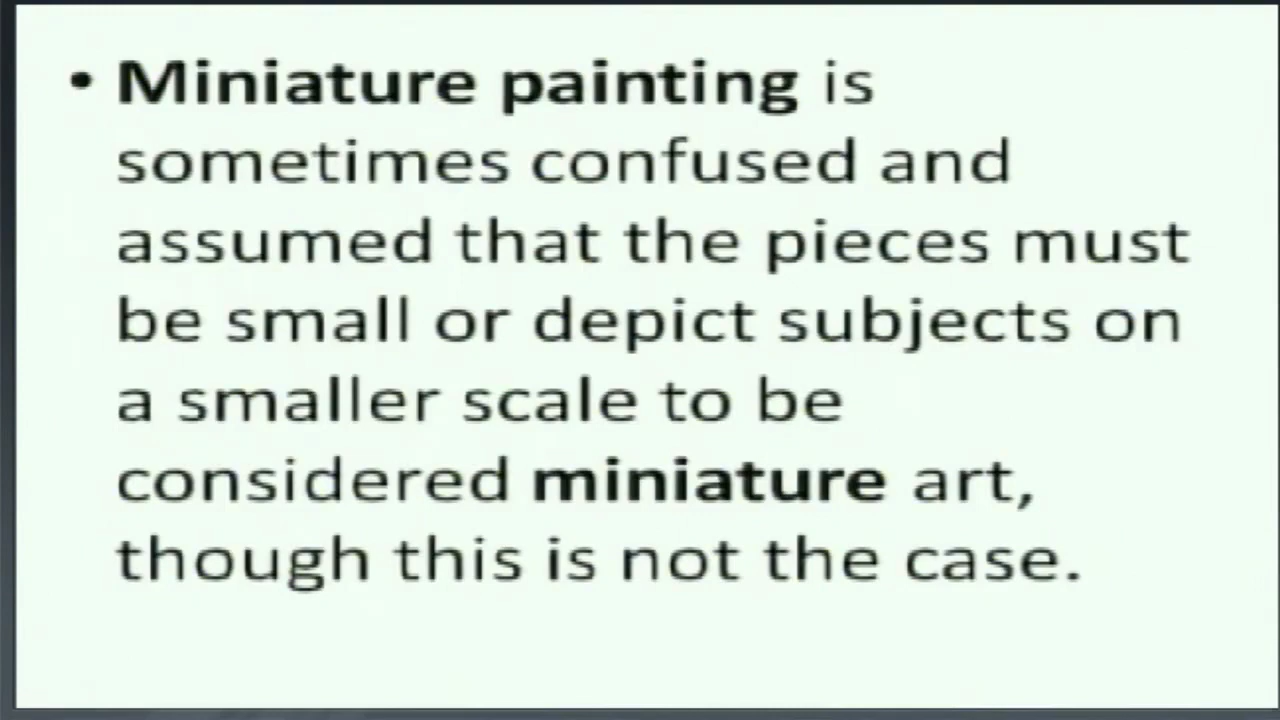 • Miniature painting is
sometimes confused and
assumed that the pieces must
be small or depict subjects on
a smaller scale to be
considered miniature art,
though this is not the case.